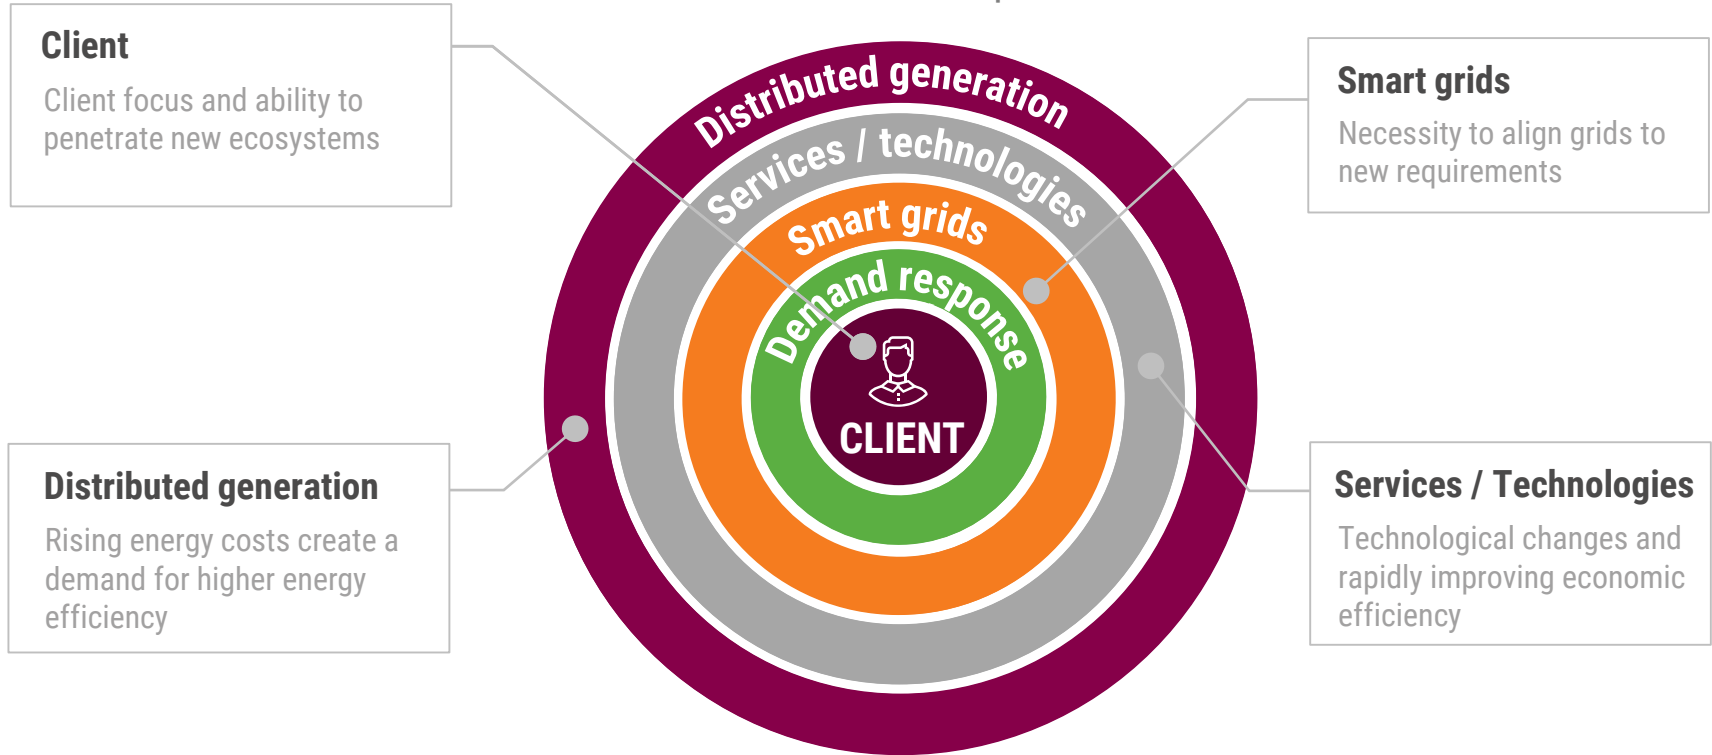 Client
Client focus and ability to
penetrate new ecosystems
Distributed generation
Rising energy costs create a
demand for higher energy
efficiency
Distributed generation
Services / technologies
Smart grids
Demand response
CLIENT
Smart grids
Necessity to align grids to
new requirements
Services / Technologies
Technological changes and
rapidly improving economic
efficiency